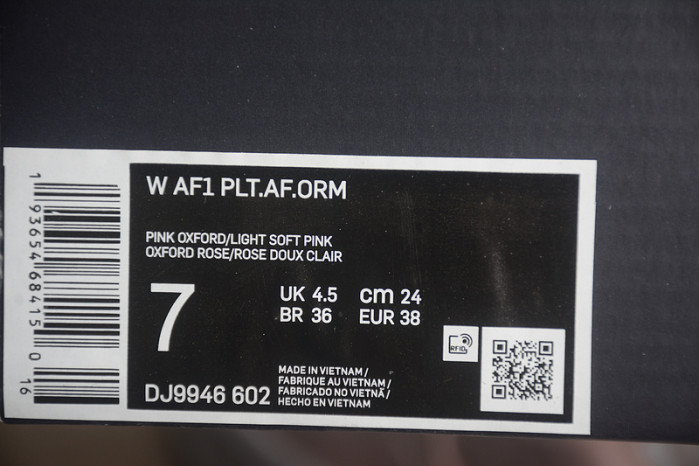 W AF1 PLT.AF.ORM
PINK OXFORD/LIGHT SOFT PINK
OXFORD ROSE/ROSE DOUX CLAIR
7
UK 4.5 cm 24
BR 36 EUR 38
RFID
DJ9946 602
MADE IN VIETNAM /
FABRIQUE AU VIETNAM /
FABRICADO NO VIETNÃ /
HECHO EN VIETNAM
1 93654 68415 0
16